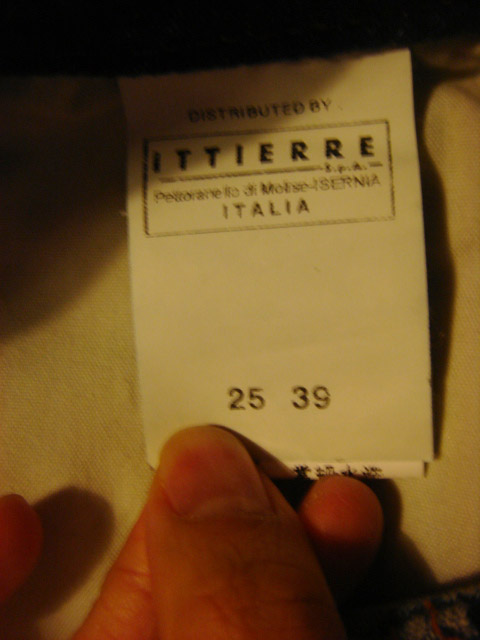 DISTRIBUTED BY
ITTIERRE
S.p.A.
Pettoranello di Molise-ISERNIA
ITALIA
25 39